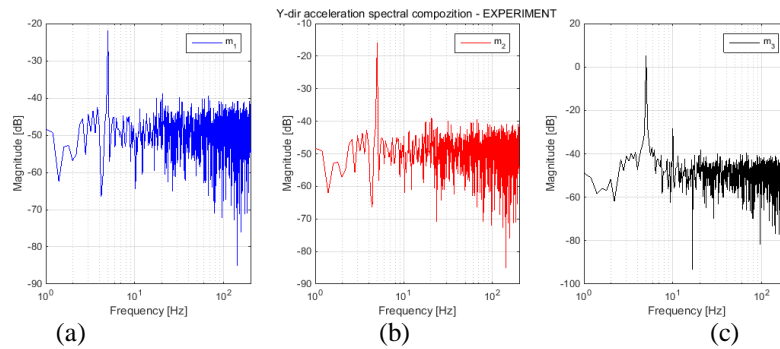 Y-dir acceleration spectral compozition - EXPERIMENT
-20
-30
-40
-50
-60
-70
-80
-90
Magnitude [dB]
m1
10^0
10^1
10^2
Frequency [Hz]
(a)
-10
-20
-30
-40
-50
-60
-70
-80
-90
Magnitude [dB]
m2
10^0
10^1
10^2
Frequency [Hz]
(b)
20
0
-20
-40
-60
-80
-100
Magnitude [dB]
m3
10^0
10^1
10^2
Frequency [Hz]
(c)